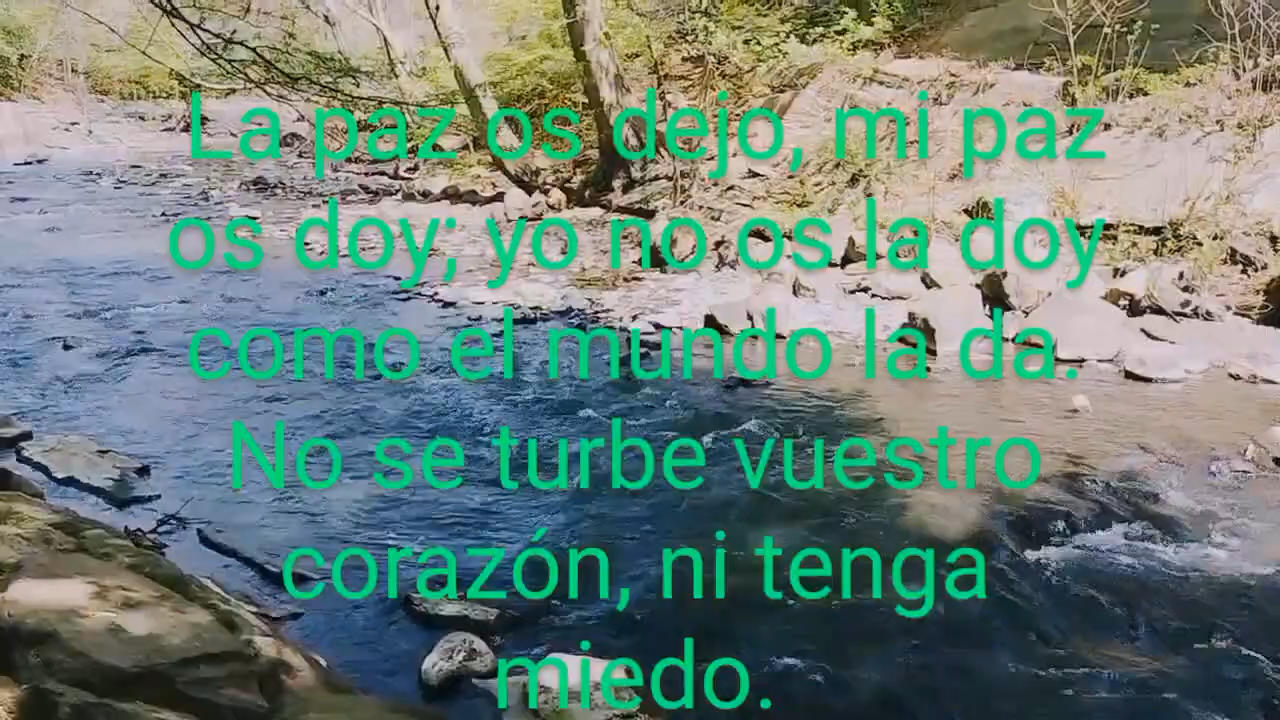 La paz os dejo, mi paz
os doy; yo no os la doy
como el mundo la da.
No se turbe vuestro
corazón, ni tenga
miedo.